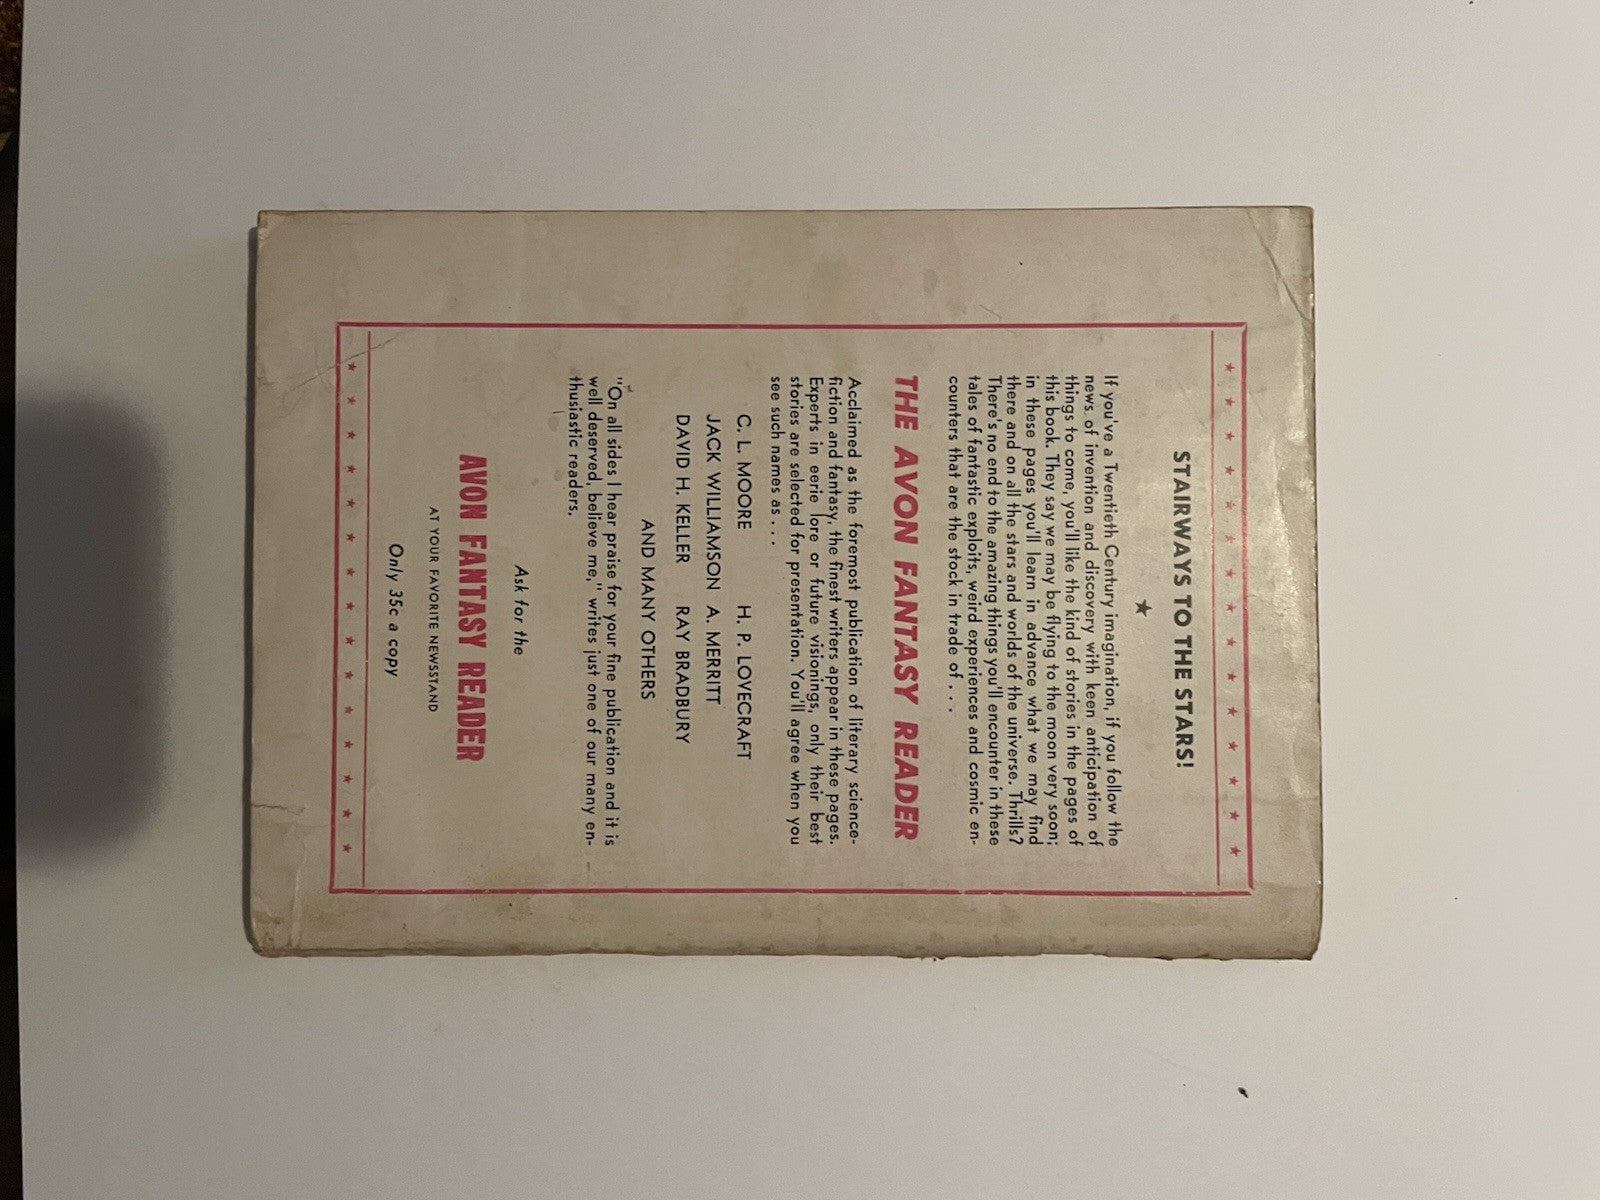 STAIRWAYS TO THE STARS!
If you've a Twentieth Century imagination, if you follow the
news of invention and discovery with keen anticipation of
things to come, you'll like the kind of stories in the pages of
this book. They say we may be flying to the moon very soon;
in these pages you'll learn in advance what we may find
there and on all the stars and worlds of the universe. Thrills?
There's no end to the amazing things you'll encounter in these
tales of fantastic exploits, weird experiences and cosmic en-
counters that are the stock in trade of . . .
THE AVON FANTASY READER
Acclaimed as the foremost publication of literary science-
fiction and fantasy, the finest writers appear in these pages.
Experts in eerie lore or future visionings, only their best
stories are selected for presentation. You'll agree when you
see such names as . . .
C. L. MOORE H. P. LOVECRAFT
JACK WILLIAMSON A. MERRITT
DAVID H. KELLER RAY BRADBURY
AND MANY OTHERS
"On all sides I hear praise for your fine publication and it is
well deserved, believe me," writes just one of our many en-
thusiastic readers.
Ask for the
AVON FANTASY READER
AT YOUR FAVORITE NEWSSTAND
Only 35c a copy